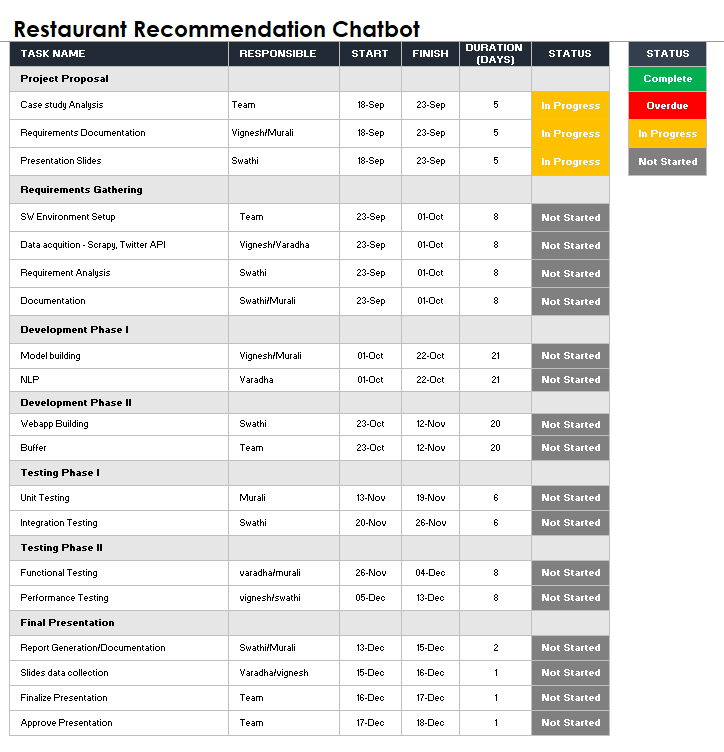 Restaurant Recommendation Chatbot
TASK NAME RESPONSIBLE START FINISH DURATION (DAYS) STATUS STATUS
Project Proposal Complete
Case study Analysis Team 18-Sep 23-Sep 5 In Progress Overdue
Requirements Documentation Vignesh/Murali 18-Sep 23-Sep 5 In Progress In Progress
Presentation Slides Swathi 18-Sep 23-Sep 5 In Progress Not Started
Requirements Gathering
SW Environment Setup Team 23-Sep 01-Oct 8 Not Started
Data acquition - Scrapy, Twitter API Vignesh/Varadha 23-Sep 01-Oct 8 Not Started
Requirement Analysis Swathi 23-Sep 01-Oct 8 Not Started
Documentation Swathi/Murali 23-Sep 01-Oct 8 Not Started
Development Phase I
Model building Vignesh/Murali 01-Oct 22-Oct 21 Not Started
NLP Varadha 01-Oct 22-Oct 21 Not Started
Development Phase II
Webapp Building Swathi 23-Oct 12-Nov 20 Not Started
Buffer Team 23-Oct 12-Nov 20 Not Started
Testing Phase I
Unit Testing Murali 13-Nov 19-Nov 6 Not Started
Integration Testing Swathi 20-Nov 26-Nov 6 Not Started
Testing Phase II
Functional Testing varadha/murali 26-Nov 04-Dec 8 Not Started
Performance Testing vignesh/swathi 05-Dec 13-Dec 8 Not Started
Final Presentation
Report Generation/Documentation Swathi/Murali 13-Dec 15-Dec 2 Not Started
Slides data collection Varadha/vignesh 15-Dec 16-Dec 1 Not Started
Finalize Presentation Team 16-Dec 17-Dec 1 Not Started
Approve Presentation Team 17-Dec 18-Dec 1 Not Started